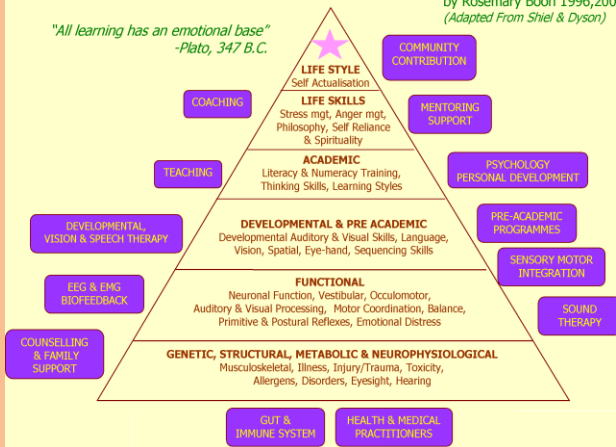 by Rosemary Boon 1996,200
(Adapted From Shiel & Dyson)
"All learning has an emotional base"
-Plato, 347 B.C.
COMMUNITY
CONTRIBUTION
LIFE STYLE
Self Actualisation
COACHING
LIFE SKILLS
Stress mgt, Anger mgt,
Philosophy, Self Reliance
& Spirituality
MENTORING
SUPPORT
TEACHING
ACADEMIC
Literacy & Numeracy Training,
Thinking Skills, Learning Styles
PSYCHOLOGY
PERSONAL DEVELOPMENT
DEVELOPMENTAL,
VISION & SPEECH THERAPY
DEVELOPMENTAL & PRE ACADEMIC
Developmental Auditory & Visual Skills, Language,
Vision, Spatial, Eye-hand, Sequencing Skills
PRE-ACADEMIC
PROGRAMMES
SENSORY MOTOR
INTEGRATION
EEG & EMG
BIOFEEDBACK
FUNCTIONAL
Neuronal Function, Vestibular, Occulomotor,
Auditory & Visual Processing, Motor Coordination, Balance,
Primitive & Postural Reflexes, Emotional Distress
SOUND
THERAPY
COUNSELLING
& FAMILY
SUPPORT
GENETIC, STRUCTURAL, METABOLIC & NEUROPHYSIOLOGICAL
Musculoskeletal, Illness, Injury/Trauma, Toxicity,
Allergens, Disorders, Eyesight, Hearing
GUT &
IMMUNE SYSTEM
HEALTH & MEDICAL
PRACTITIONERS